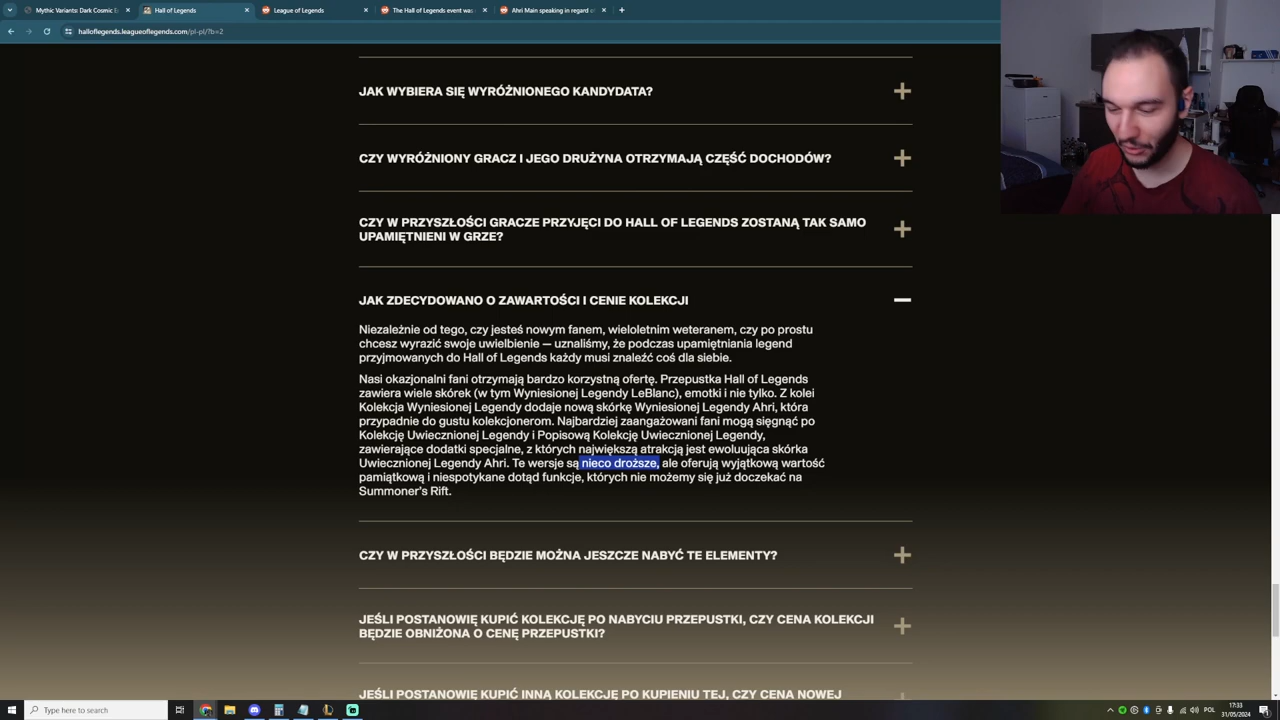 Mythic Variants: Dark Cosmic E
Hall of Legends
League of Legends
The Hall of Legends event was
Ahri Main speaking in regard of
halloflegends.leagueoflegends.com/pl-pl/?b=2
JAK WYBIERA SIĘ WYRÓŻNIONEGO KANDYDATA?
CZY WYRÓŻNIONY GRACZ I JEGO DRUŻYNA OTRZYMAJĄ CZĘŚĆ DOCHODÓW?
CZY W PRZYSZŁOŚCI GRACZE PRZYJĘCI DO HALL OF LEGENDS ZOSTANĄ TAK SAMO
UPAMIĘTNIENI W GRZE?
JAK ZDECYDOWANO O ZAWARTOŚCI I CENIE KOLEKCJI
Niezależnie od tego, czy jesteś nowym fanem, wieloletnim weteranem, czy po prostu
chcesz wyrazić swoje uwielbienie — uznaliśmy, że podczas upamiętniania legend
przyjmowanych do Hall of Legends każdy musi znaleźć coś dla siebie.
Nasi okazjonalni fani otrzymają bardzo korzystną ofertę. Przepustka Hall of Legends
zawiera wiele skórek (w tym Wyniesionej Legendy LeBlanc), emotki i nie tylko. Z kolei
Kolekcja Wyniesionej Legendy dodaje nową skórkę Wyniesionej Legendy Ahri, która
przypadnie do gustu kolekcjonerom. Najbardziej zaangażowani fani mogą sięgnąć po
Kolekcję Uwiecznionej Legendy i Popisową Kolekcję Uwiecznionej Legendy,
zawierające dodatki specjalne, z których największą atrakcją jest ewoluująca skórka
Uwiecznionej Legendy Ahri. Te wersje są nieco droższe, ale oferują wyjątkową wartość
pamiątkową i niespotykane dotąd funkcje, których nie możemy się już doczekać na
Summoner's Rift.
CZY W PRZYSZŁOŚCI BĘDZIE MOŻNA JESZCZE NABYĆ TE ELEMENTY?
JEŚLI POSTANOWIĘ KUPIĆ KOLEKCJĘ PO NABYCIU PRZEPUSTKI, CZY CENA KOLEKCJI
BĘDZIE OBNIŻONA O CENĘ PRZEPUSTKI?
JEŚLI POSTANOWIĘ KUPIĆ INNĄ KOLEKCJĘ PO KUPIENIU TEJ, CZY CENA NOWEJ
Type here to search
POL
17:33
31/05/2024